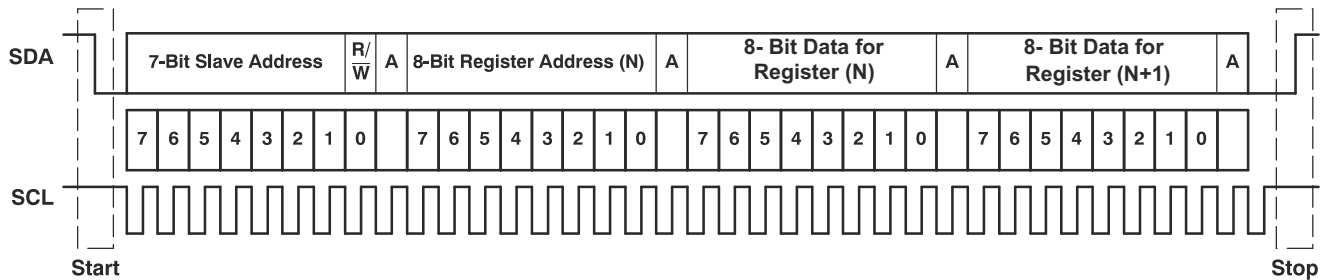 SDA
7-Bit Slave Address
R/
W
A
8-Bit Register Address (N)
A
8- Bit Data for
Register (N)
A
8- Bit Data for
Register (N+1)
A
7 6 5 4 3 2 1 0 7 6 5 4 3 2 1 0 7 6 5 4 3 2 1 0 7 6 5 4 3 2 1 0
SCL
Start
Stop